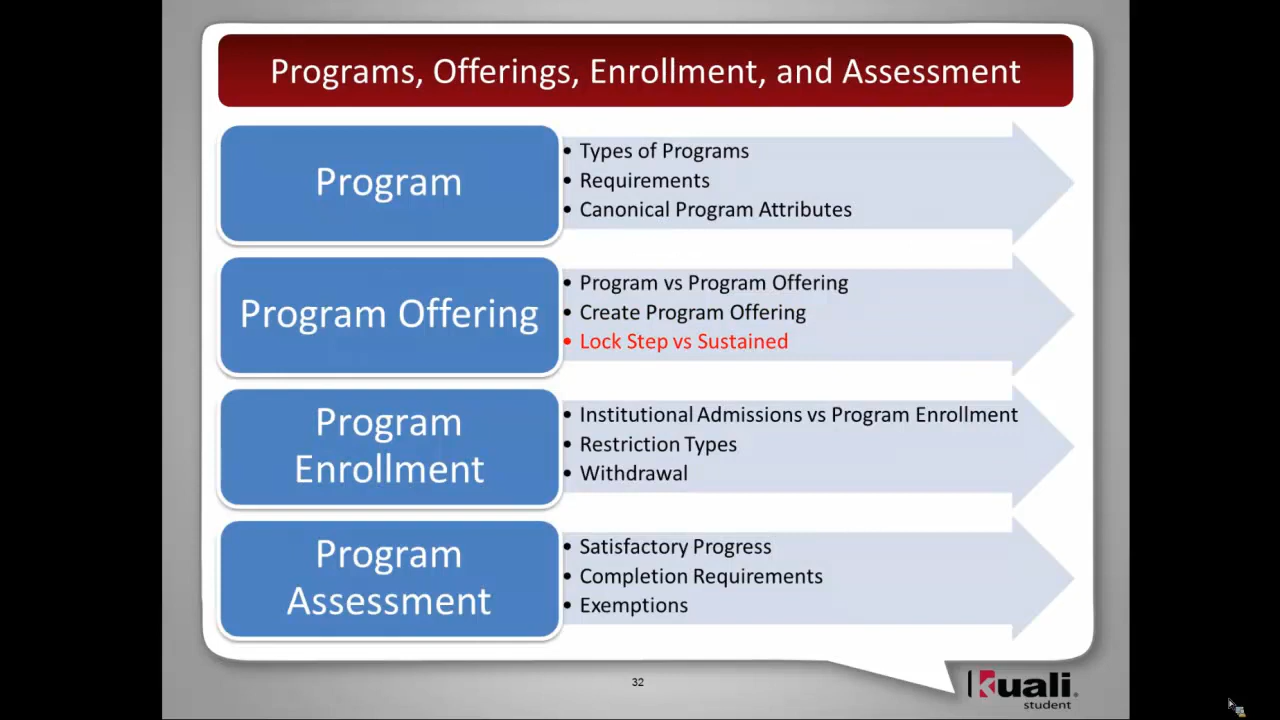 Programs, Offerings, Enrollment, and Assessment
Program
• Types of Programs
• Requirements
• Canonical Program Attributes
Program Offering
• Program vs Program Offering
• Create Program Offering
• Lock Step vs Sustained
Program
Enrollment
• Institutional Admissions vs Program Enrollment
• Restriction Types
• Withdrawal
Program
Assessment
• Satisfactory Progress
• Completion Requirements
• Exemptions
32
Kuali
student